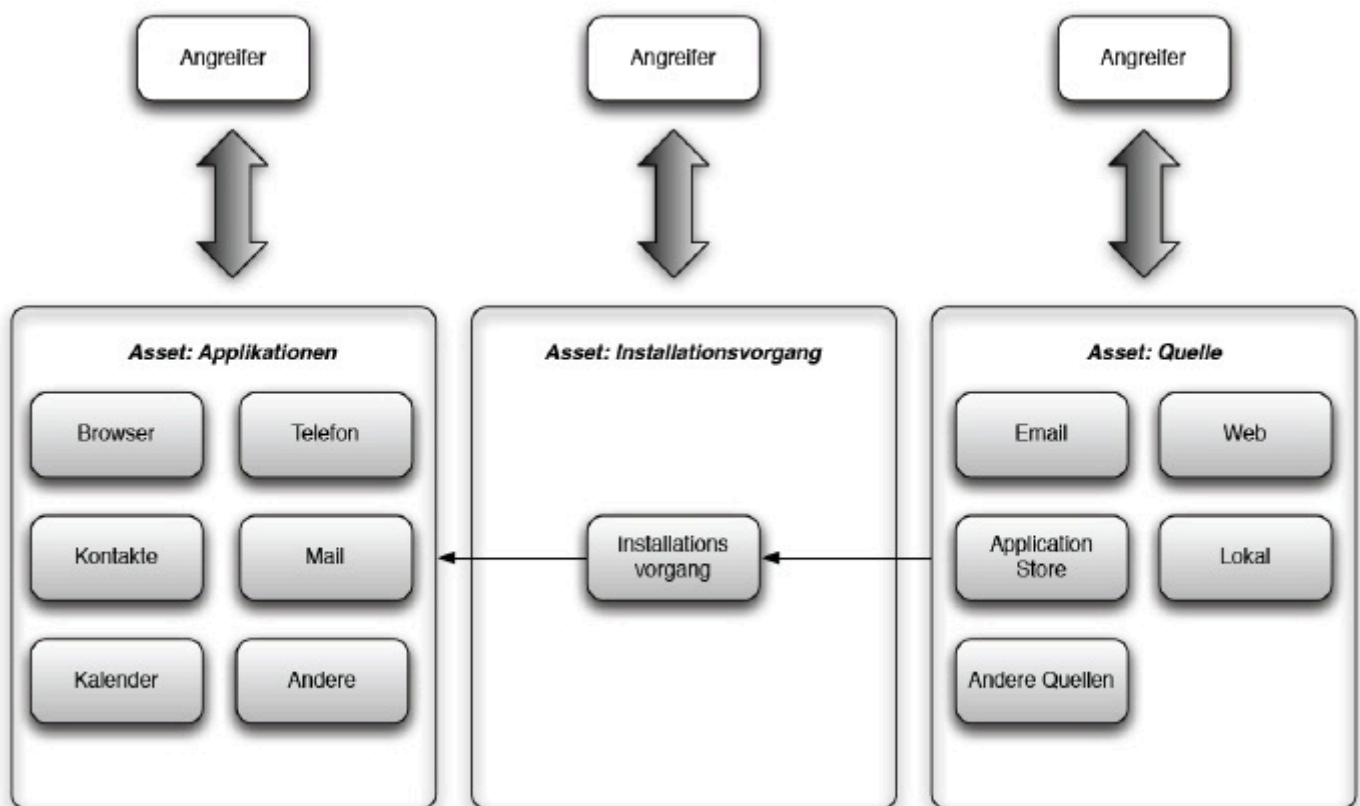 Angreifer
Angreifer
Angreifer
Asset: Applikationen
Browser
Telefon
Kontakte
Mail
Kalender
Andere
Asset: Installationsvorgang
Installations
vorgang
Asset: Quelle
Email
Web
Application
Store
Lokal
Andere Quellen